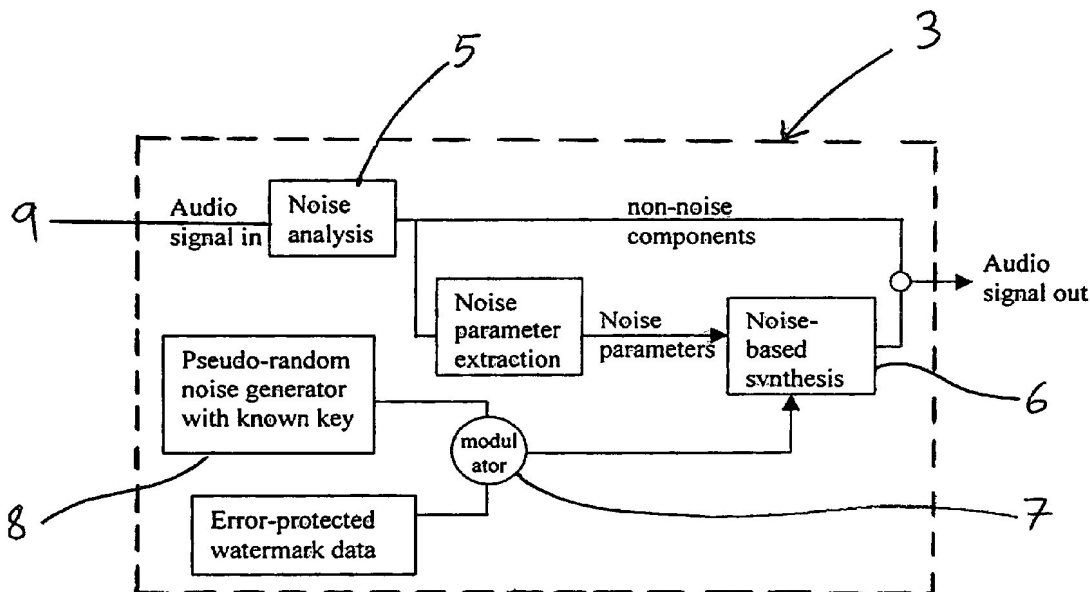 5
3
9
Audio
signal in
Noise
analysis
non-noise
components
Audio
signal out
Noise
parameter
extraction
Noise
parameters
Noise-
based
synthesis
6
Pseudo-random
noise generator
with known key
modul
ator
8
Error-protected
watermark data
7